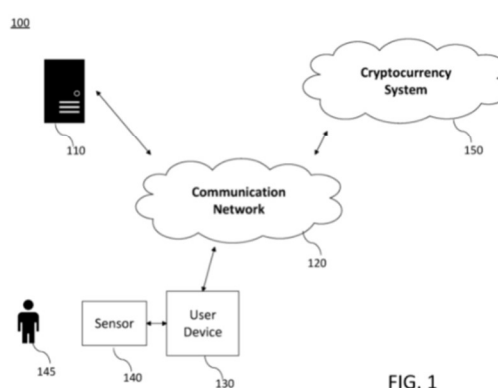 100
110
Cryptocurrency
System
150
Communication
Network
120
Sensor
User
Device
145
140
130
FIG. 1